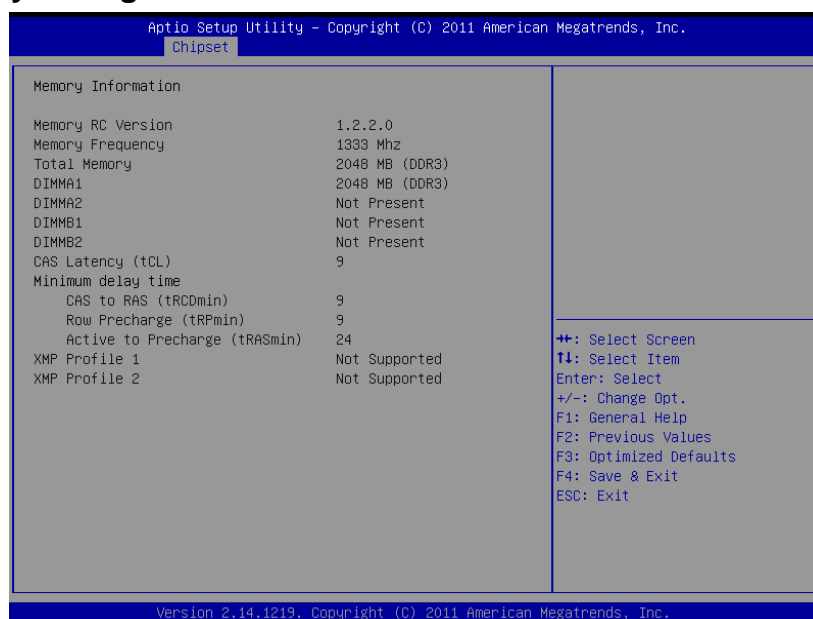 Aptio Setup Utility – Copyright (C) 2011 American Megatrends, Inc.
Chipset
Memory Information
Memory RC Version 1.2.2.0
Memory Frequency 1333 Mhz
Total Memory 2048 MB (DDR3)
DIMMA1 2048 MB (DDR3)
DIMMA2 Not Present
DIMMB1 Not Present
DIMMB2 Not Present
CAS Latency (tCL) 9
Minimum delay time
CAS to RAS (tRCDmin) 9
Row Precharge (tRPmin) 9
Active to Precharge (tRASmin) 24
XMP Profile 1 Not Supported
XMP Profile 2 Not Supported
→←: Select Screen
↑↓: Select Item
Enter: Select
+/-: Change Opt.
F1: General Help
F2: Previous Values
F3: Optimized Defaults
F4: Save & Exit
ESC: Exit
Version 2.14.1219. Copyright (C) 2011 American Megatrends, Inc.